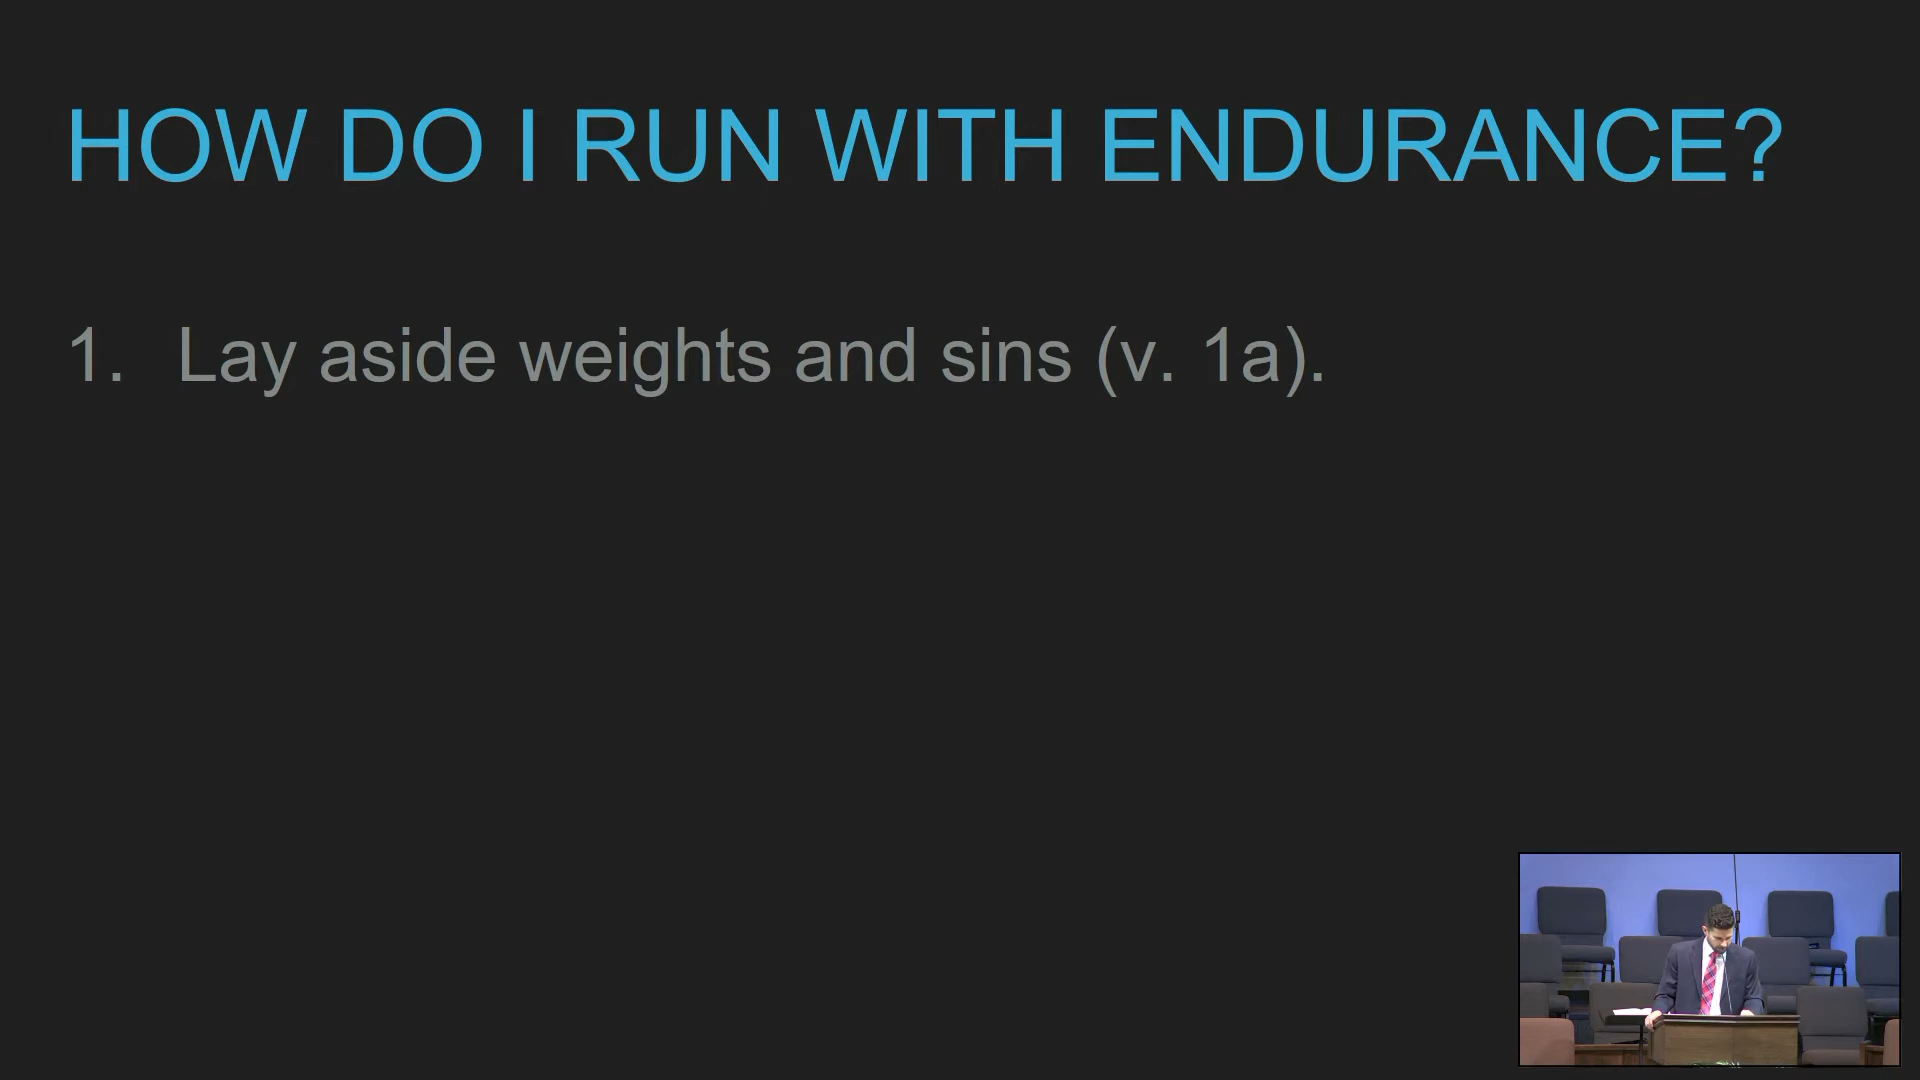 HOW DO I RUN WITH ENDURANCE?
1. Lay aside weights and sins (v. 1a).